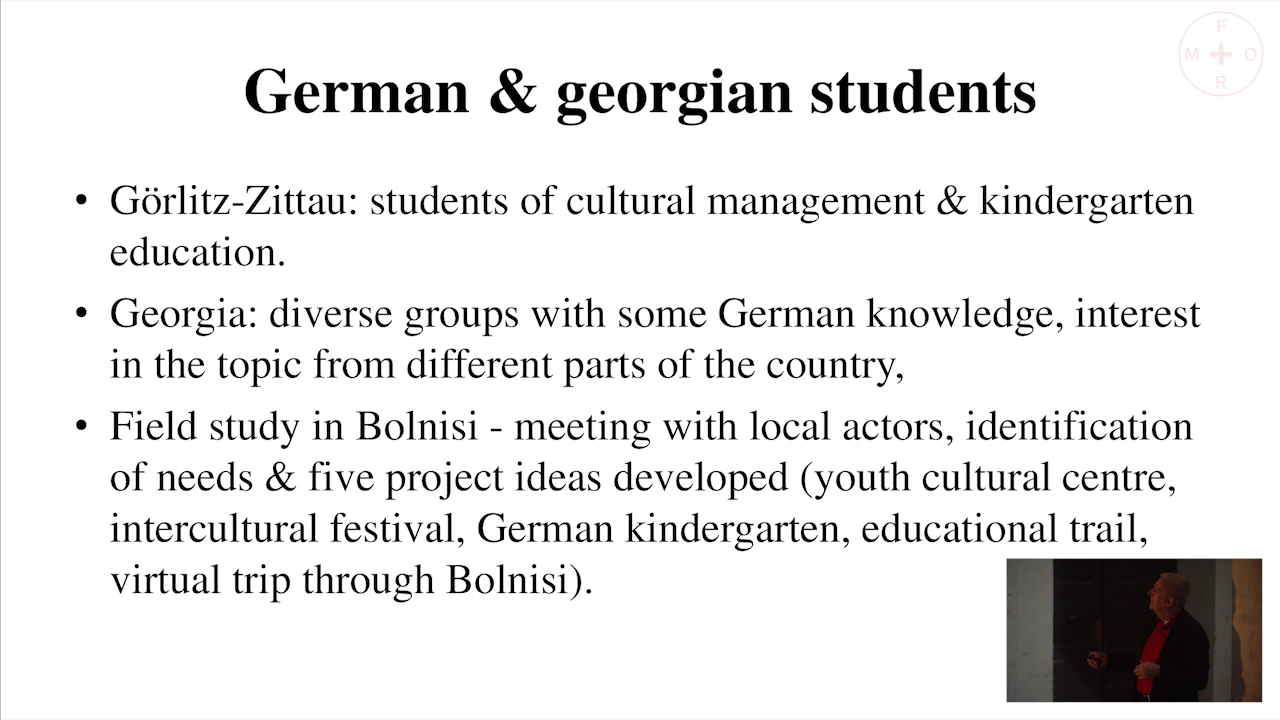 F
M + O
R
German & georgian students
• Görlitz-Zittau: students of cultural management & kindergarten
education.
• Georgia: diverse groups with some German knowledge, interest
in the topic from different parts of the country,
• Field study in Bolnisi - meeting with local actors, identification
of needs & five project ideas developed (youth cultural centre,
intercultural festival, German kindergarten, educational trail,
virtual trip through Bolnisi).